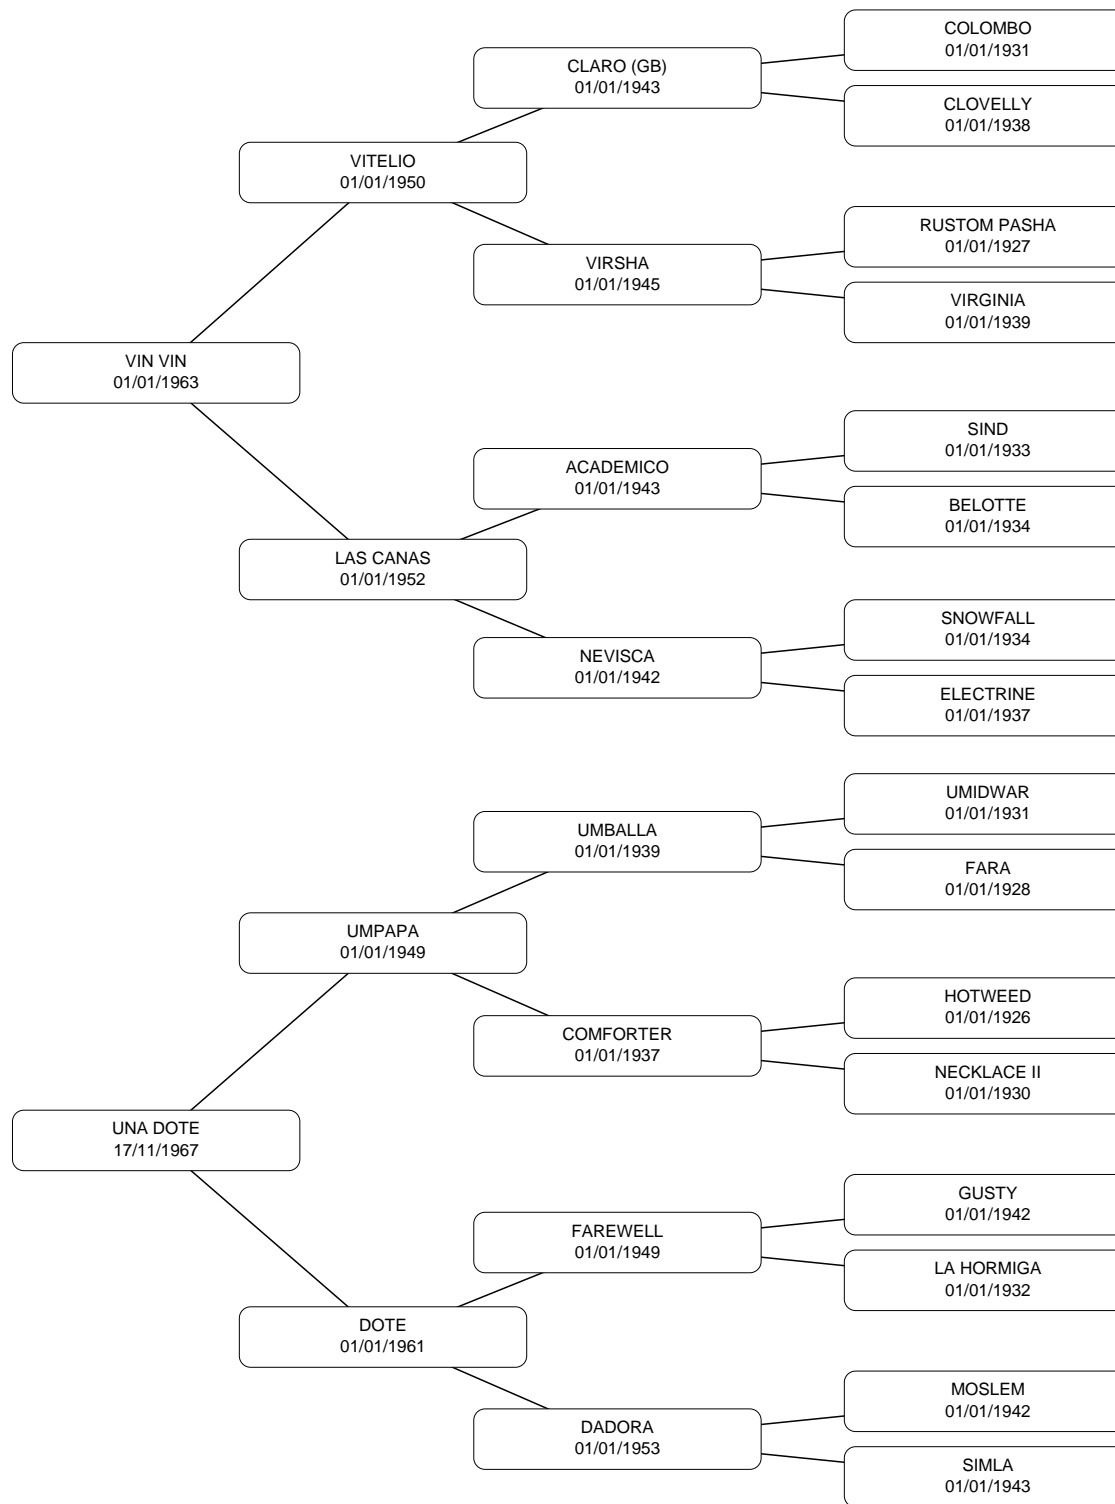 COLOMBO
01/01/1931
CLARO (GB)
01/01/1943
CLOVELLY
01/01/1938
VITELIO
01/01/1950
RUSTOM PASHA
01/01/1927
VIRSHA
01/01/1945
VIRGINIA
01/01/1939
VIN VIN
01/01/1963
SIND
01/01/1933
ACADEMICO
01/01/1943
BELOTTE
01/01/1934
LAS CANAS
01/01/1952
SNOWFALL
01/01/1934
NEVISCA
01/01/1942
ELECTRINE
01/01/1937
UMIDWAR
01/01/1931
UMBALLA
01/01/1939
FARA
01/01/1928
UMPAPA
01/01/1949
HOTWEED
01/01/1926
COMFORTER
01/01/1937
NECKLACE II
01/01/1930
UNA DOTE
17/11/1967
GUSTY
01/01/1942
FAREWELL
01/01/1949
LA HORMIGA
01/01/1932
DOTE
01/01/1961
MOSLEM
01/01/1942
DADORA
01/01/1953
SIMLA
01/01/1943